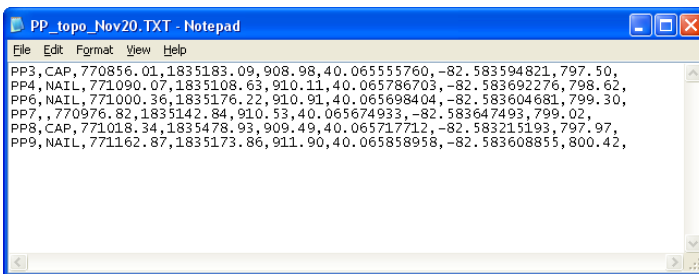 PP_topo_Nov20.TXT - Notepad
File Edit Format View Help
PP3,CAP,770856.01,1835183.09,908.98,40.065555760,-82.583594821,797.50,
PP4,NAIL,771090.07,1835108.63,910.11,40.065786703,-82.583692276,798.62,
PP6,NAIL,771000.36,1835176.22,910.91,40.065698404,-82.583604681,799.30,
PP7,,770976.82,1835142.84,910.53,40.065674933,-82.583647493,799.02,
PP8,CAP,771018.34,1835478.93,909.49,40.065717712,-82.583215193,797.97,
PP9,NAIL,771162.87,1835173.86,911.90,40.065858958,-82.583608855,800.42,